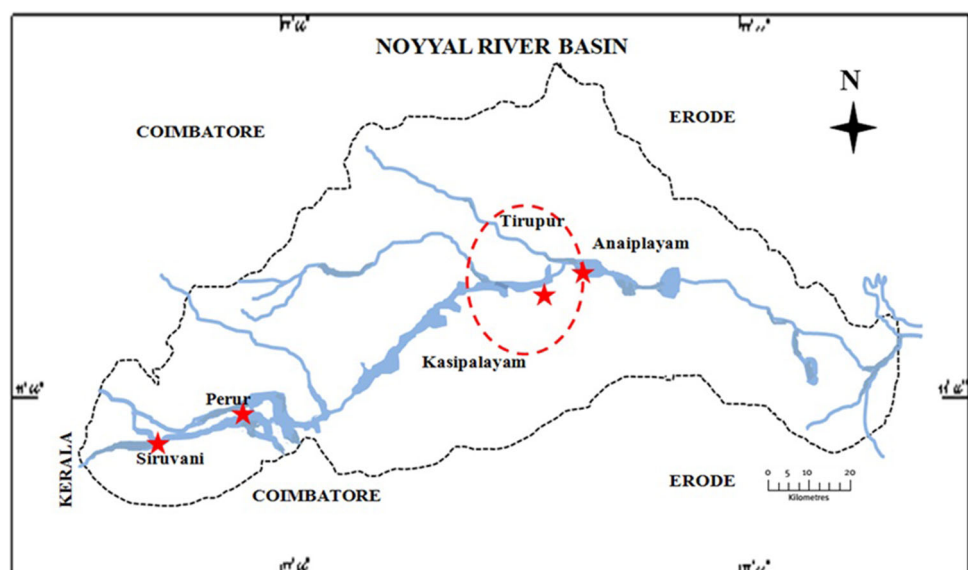 NOYYAL RIVER BASIN
N
COIMBATORE
ERODE
Tirupur
Anaiplayam
Kasipalayam
Perur
Siruvani
KERALA
COIMBATORE
ERODE
0 5 10 20
Kilometres